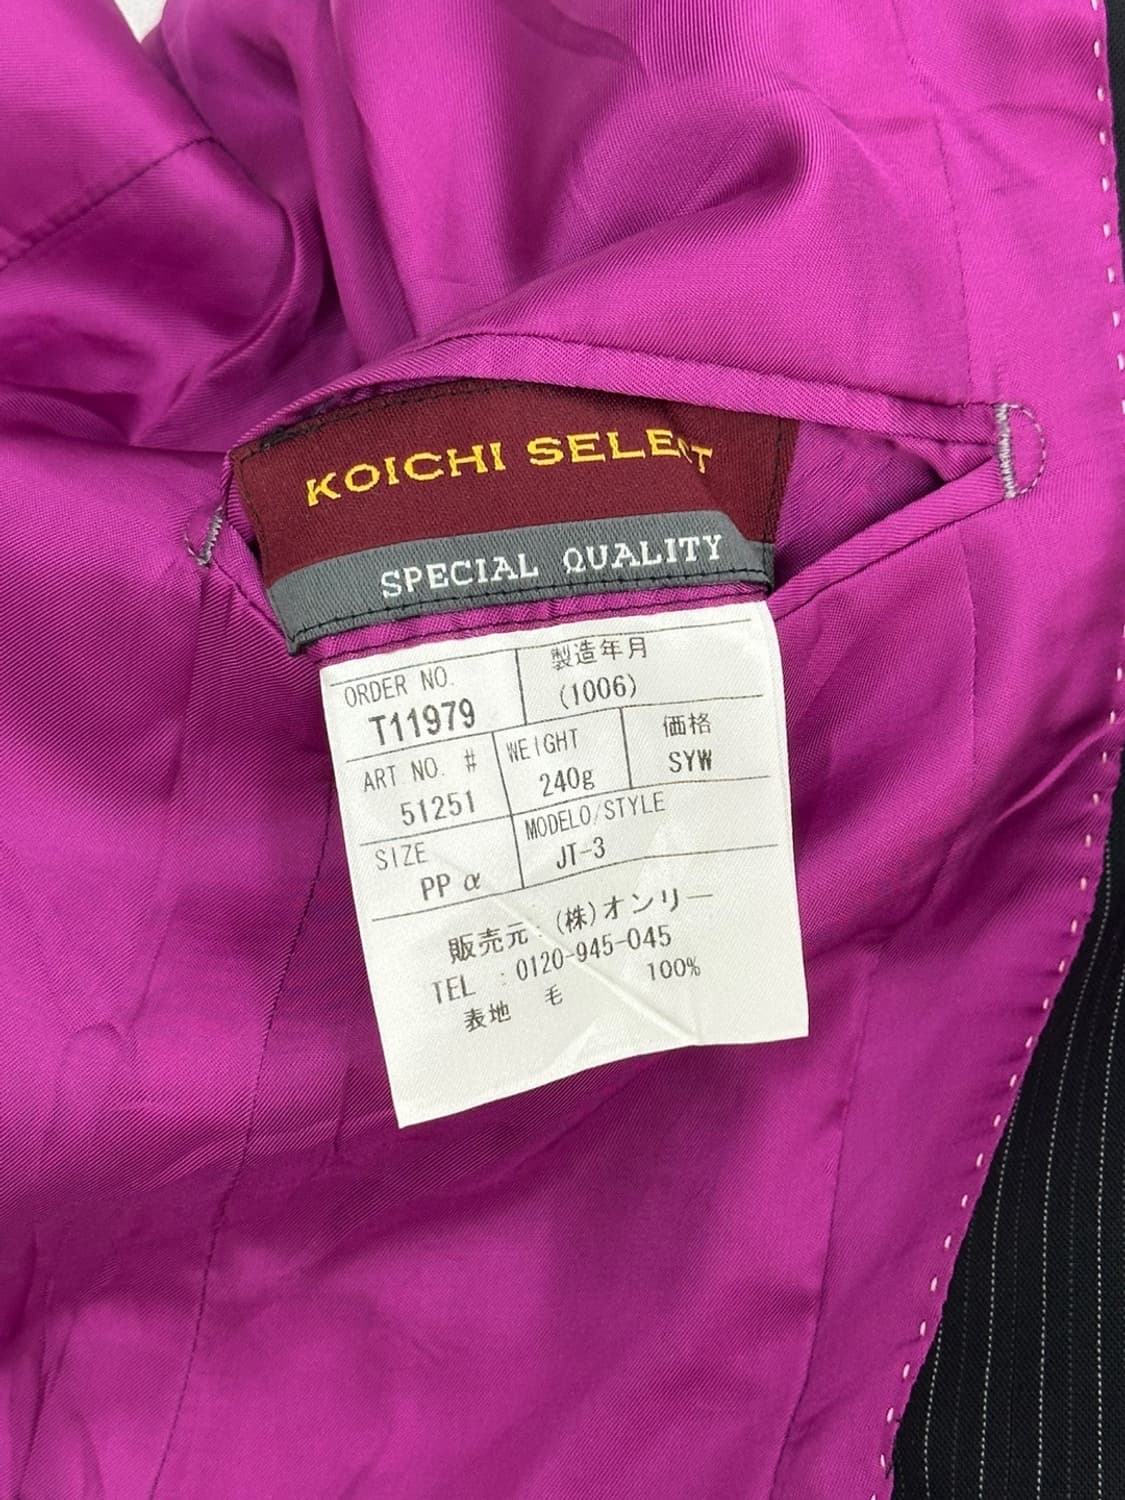 KOICHI SELECT
SPECIAL QUALITY
ORDER NO.
T11979
製造年月
(1006)
ART NO. #
51251
WEIGHT
240g
価格
SYW
SIZE
PP α
MODELO/STYLE
JT-3
販売元:(株)オンリー
TEL :0120-945-045
表地 毛 100%